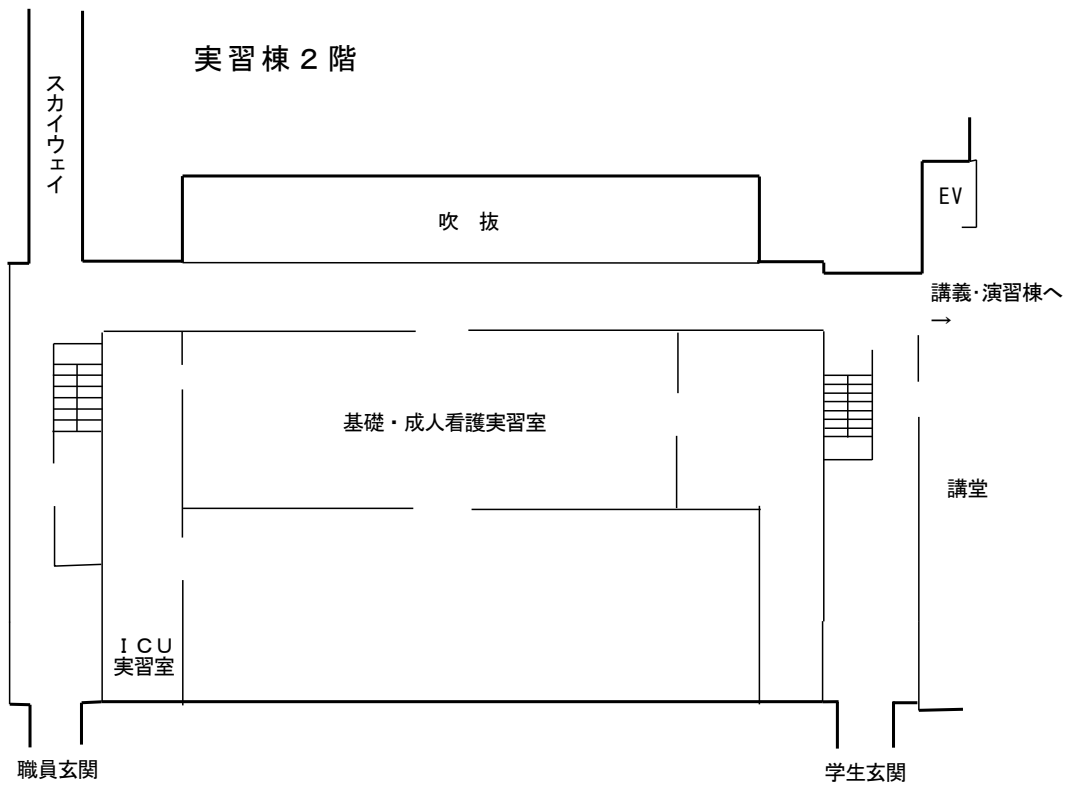 実習棟２階
スカイウェイ
EV
吹　抜
講義・演習棟へ
→
基礎・成人看護実習室
講堂
ＩＣＵ
実習室
職員玄関
学生玄関